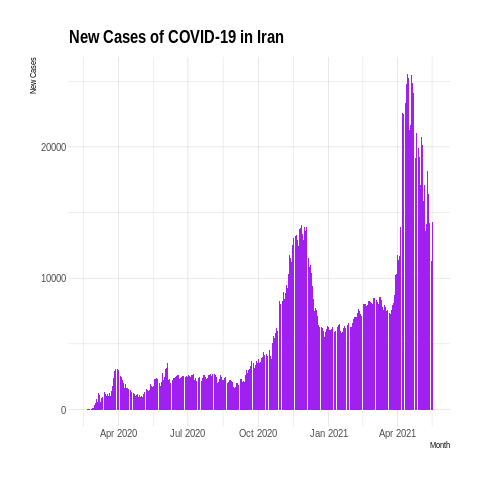 New Cases of COVID-19 in Iran
New Cases
20000
10000
0
Apr 2020 Jul 2020 Oct 2020 Jan 2021 Apr 2021
Month